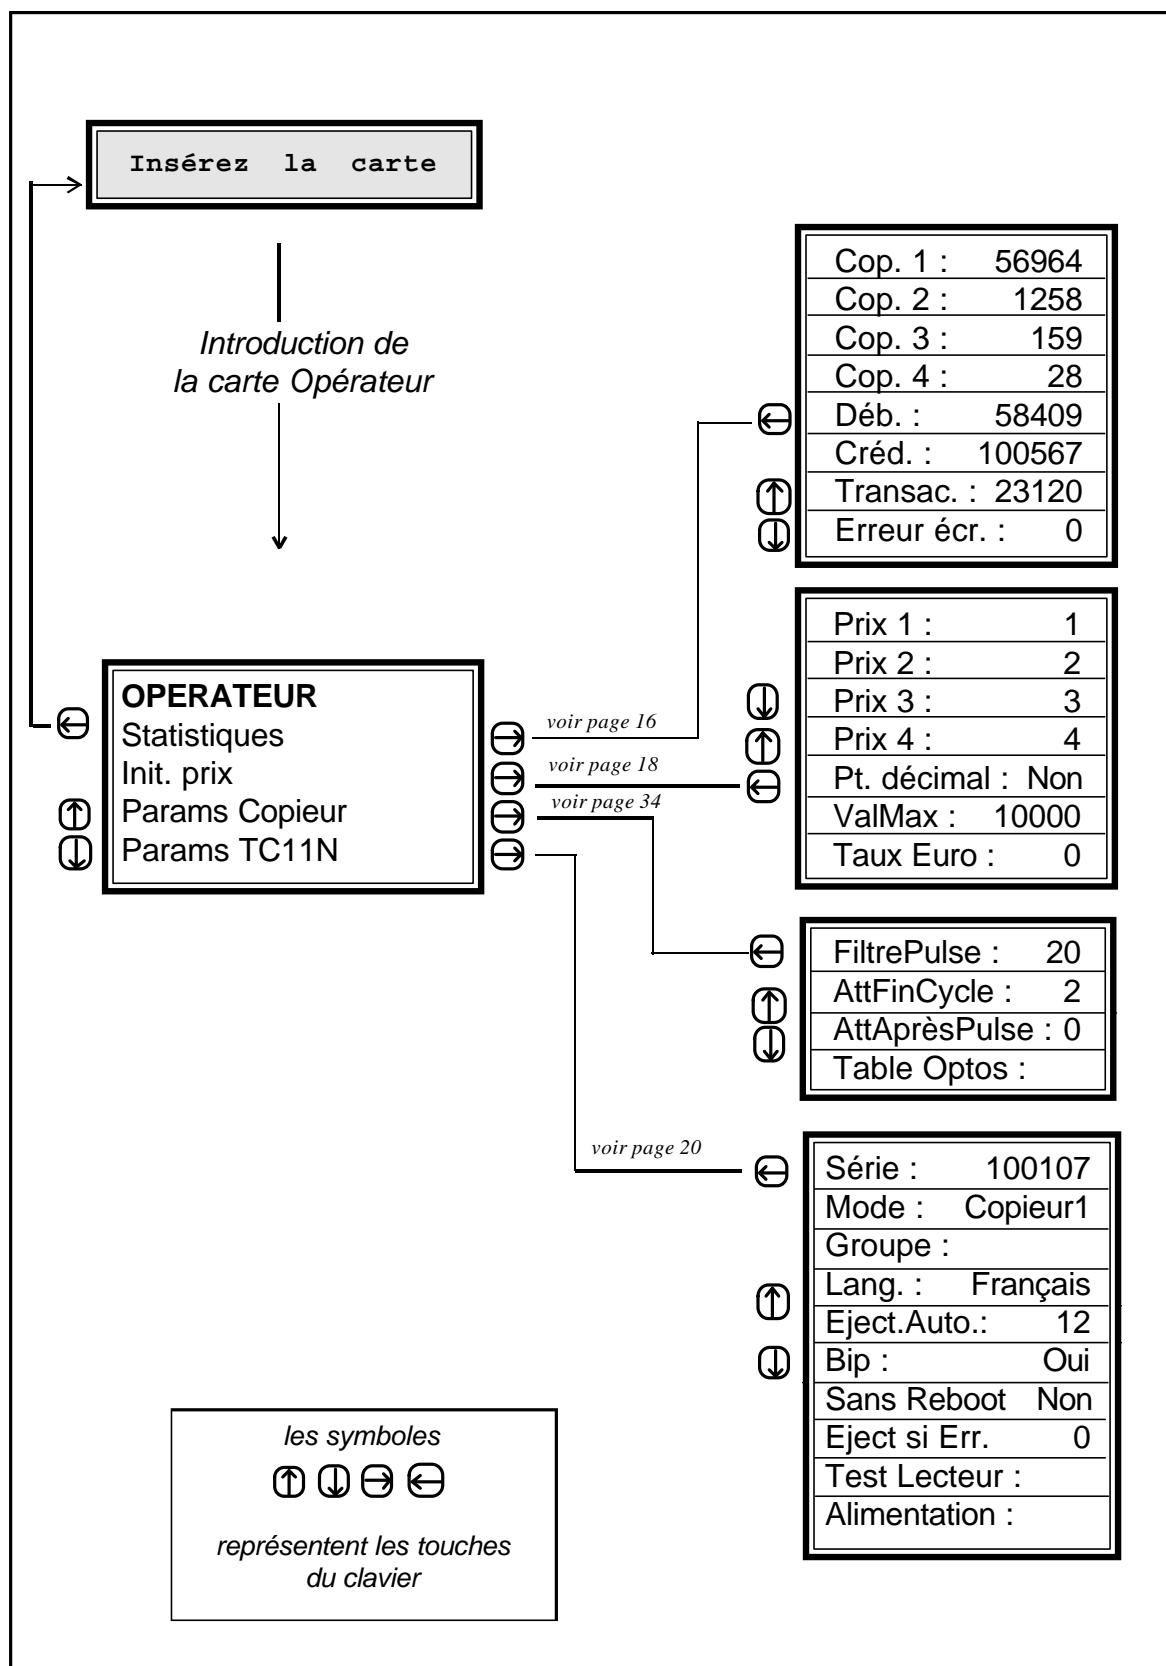 Insérez la carte
Introduction de
la carte Opérateur
OPERATEUR
Statistiques
Init. prix
Params Copieur
Params TC11N
voir page 16
voir page 18
voir page 34
voir page 20
Cop. 1 : 56964
Cop. 2 : 1258
Cop. 3 : 159
Cop. 4 : 28
Déb. : 58409
Créd. : 100567
Transac. : 23120
Erreur écr. : 0
Prix 1 : 1
Prix 2 : 2
Prix 3 : 3
Prix 4 : 4
Pt. décimal : Non
ValMax : 10000
Taux Euro : 0
FiltrePulse : 20
AttFinCycle : 2
AttAprèsPulse : 0
Table Optos :
Série : 100107
Mode : Copieur1
Groupe :
Lang. : Français
Eject.Auto.: 12
Bip : Oui
Sans Reboot Non
Eject si Err. 0
Test Lecteur :
Alimentation :
les symboles
représentent les touches
du clavier